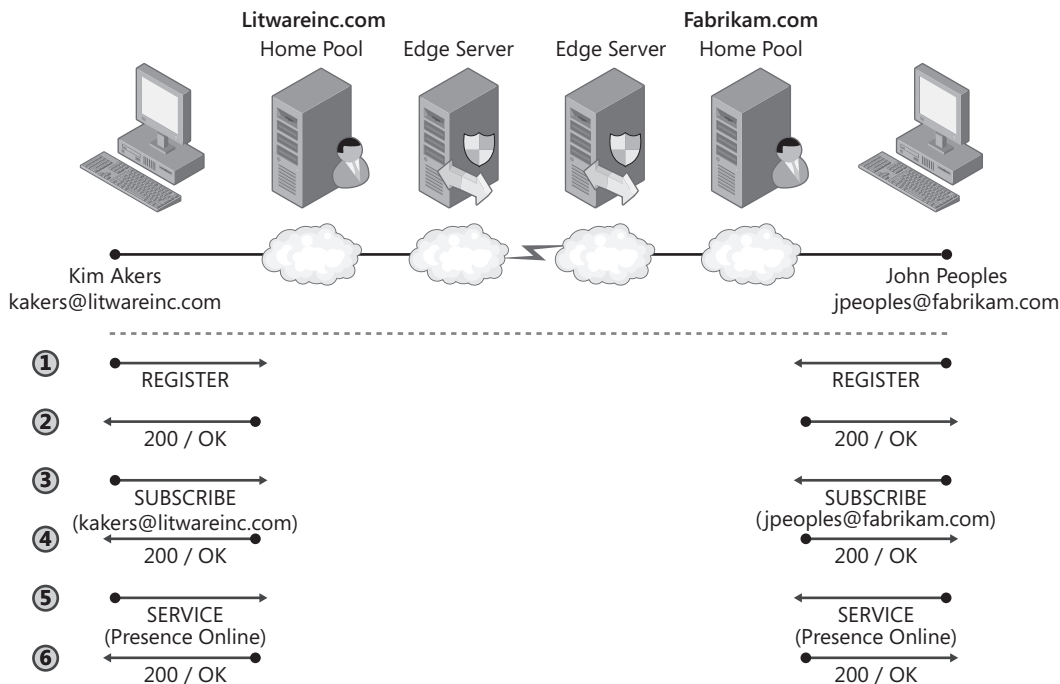 Litwareinc.com Fabrikam.com
Home Pool Edge Server Edge Server Home Pool
Kim Akers John Peoples
kakers@litwareinc.com jpeoples@fabrikam.com
1 REGISTER REGISTER
2 200 / OK 200 / OK
3 SUBSCRIBE SUBSCRIBE
(kakers@litwareinc.com) (jpeoples@fabrikam.com)
4 200 / OK 200 / OK
5 SERVICE SERVICE
(Presence Online) (Presence Online)
6 200 / OK 200 / OK